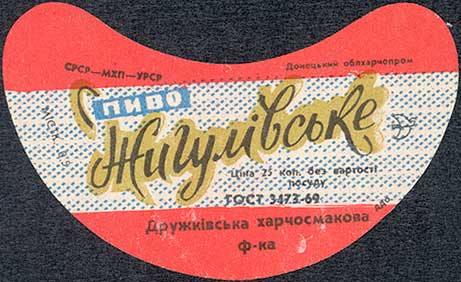 СРСР—МХП—УРСР
Донецький облхарчопром
ПИВО
Жигулівське
Ціна 25 коп. без вартості
посуду
ГОСТ 3473-69
Дружківська харчосмакова
ф-ка